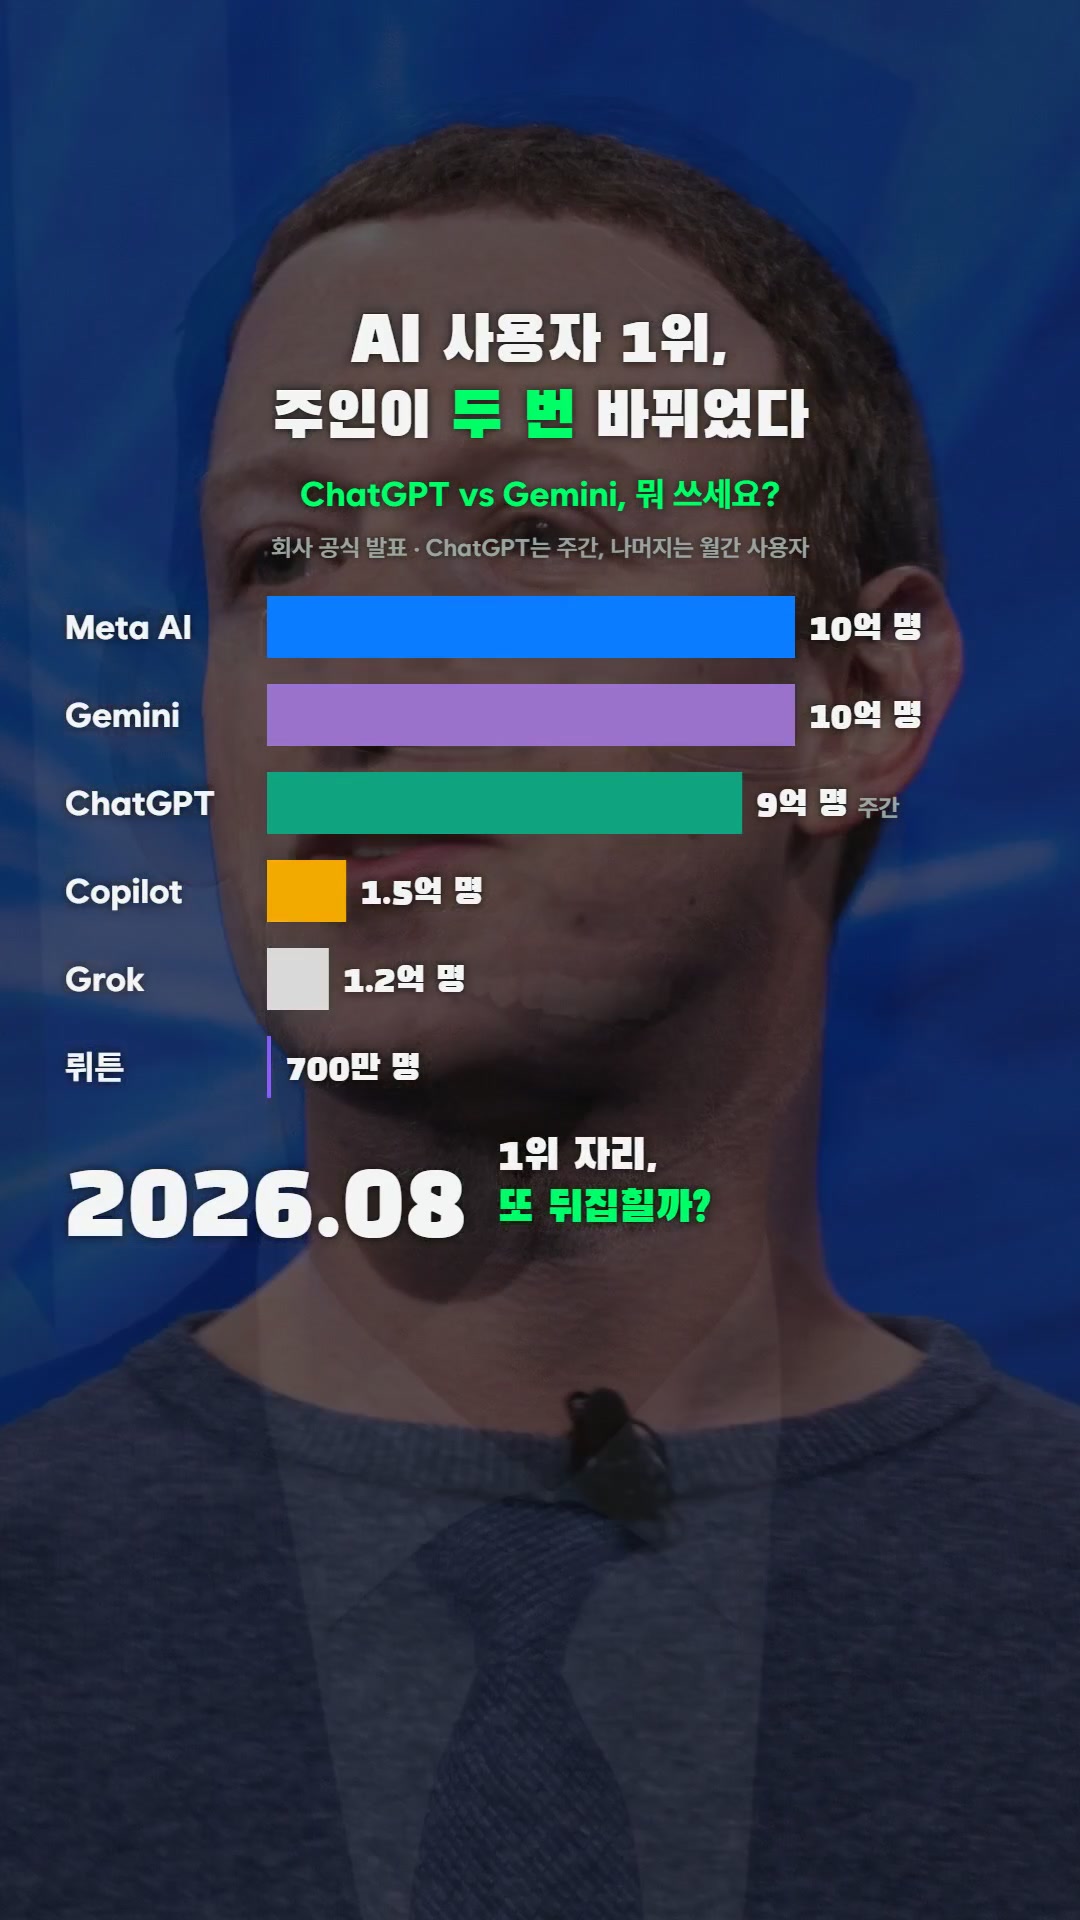 AI 사용자 1위,
주인이 두 번 바뀌었다
ChatGPT vs Gemini, 뭐 쓰세요?
회사 공식 발표 · ChatGPT는 주간, 나머지는 월간 사용자
Meta AI 10억 명
Gemini 10억 명
ChatGPT 9억 명 주간
Copilot 1.5억 명
Grok 1.2억 명
뤼튼 700만 명
2026.08
1위 자리,
또 뒤집힐까?